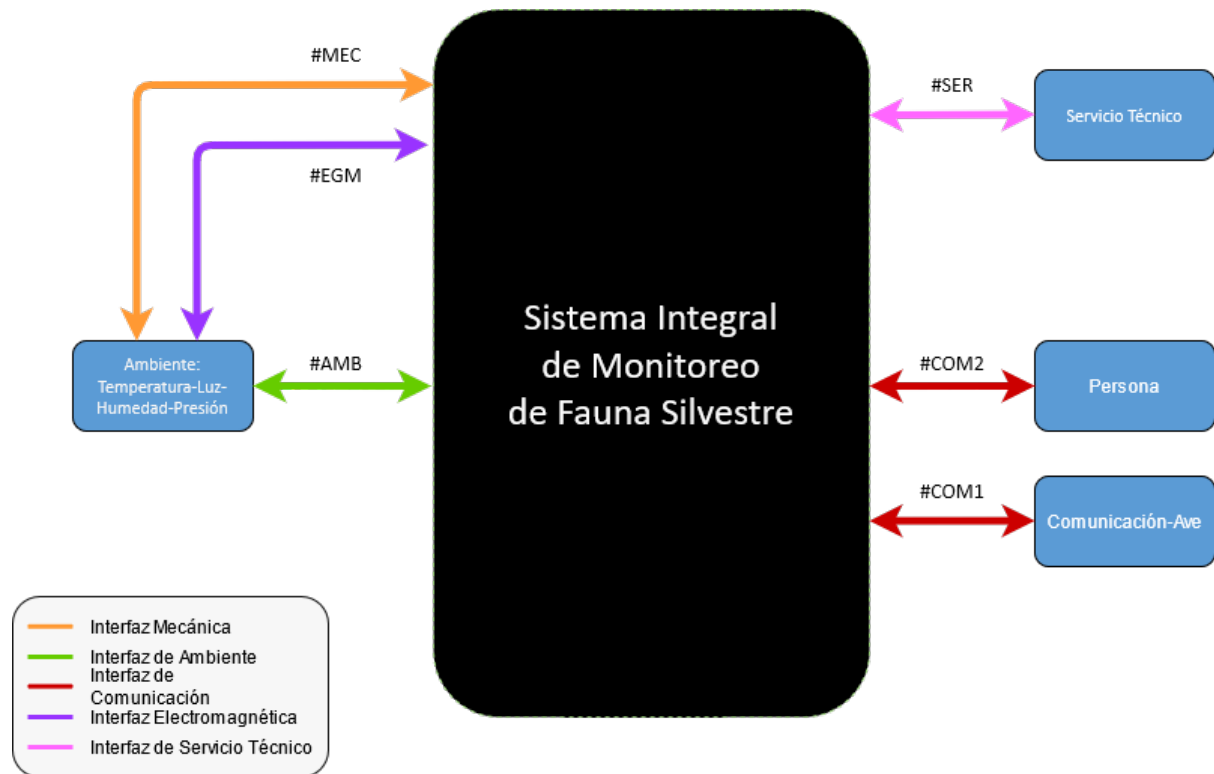 #MEC
#EGM
#SER
Servicio Técnico
Sistema Integral
de Monitoreo
de Fauna Silvestre
Ambiente:
Temperatura-Luz-
Humedad-Presión
#AMB
#COM2
Persona
#COM1
Comunicación-Ave
Interfaz Mecánica
Interfaz de Ambiente
Interfaz de
Comunicación
Interfaz Electromagnética
Interfaz de Servicio Técnico